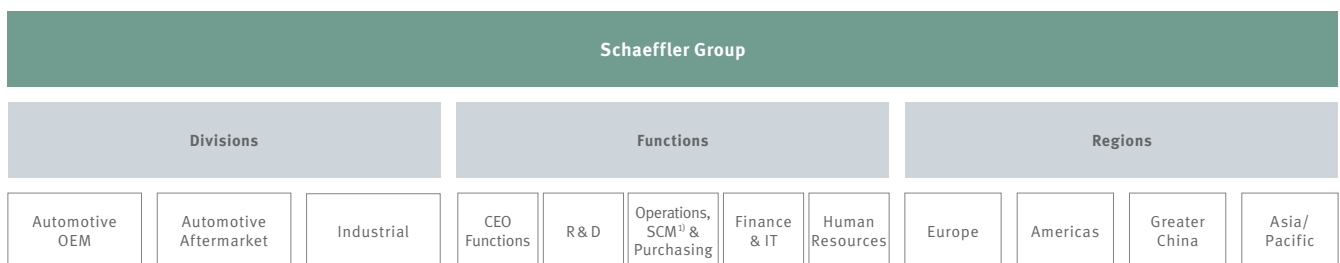 Schaeffler Group
Divisions
Functions
Regions
Automotive
OEM
Automotive
Aftermarket
Industrial
CEO
Functions
R & D
Operations,
SCM¹⁾ &
Purchasing
Finance
& IT
Human
Resources
Europe
Americas
Greater
China
Asia/
Pacific